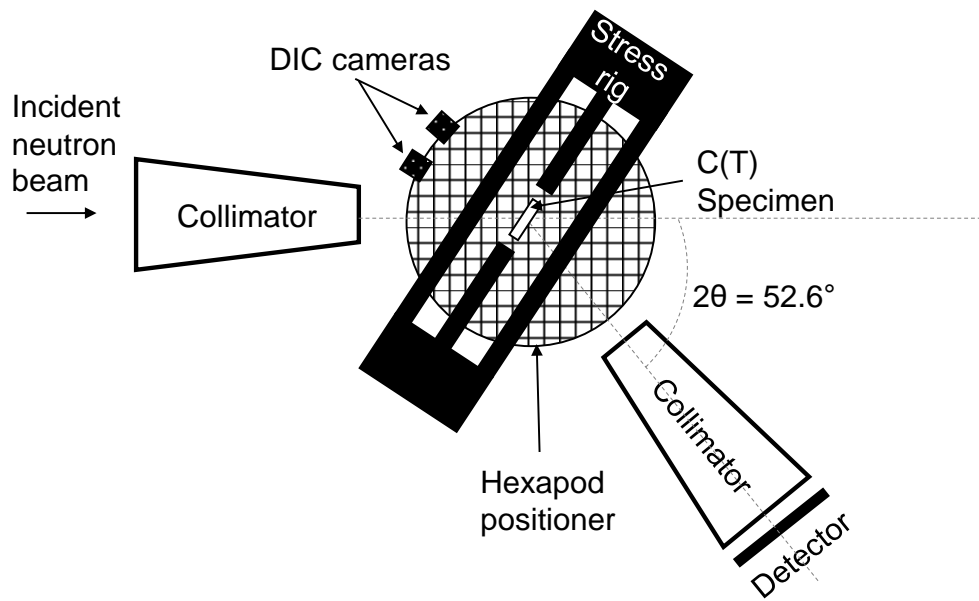 Stress
rig
DIC cameras
Incident
neutron
beam
C(T)
Specimen
Collimator
2θ = 52.6°
Collimator
Hexapod
positioner
Detector